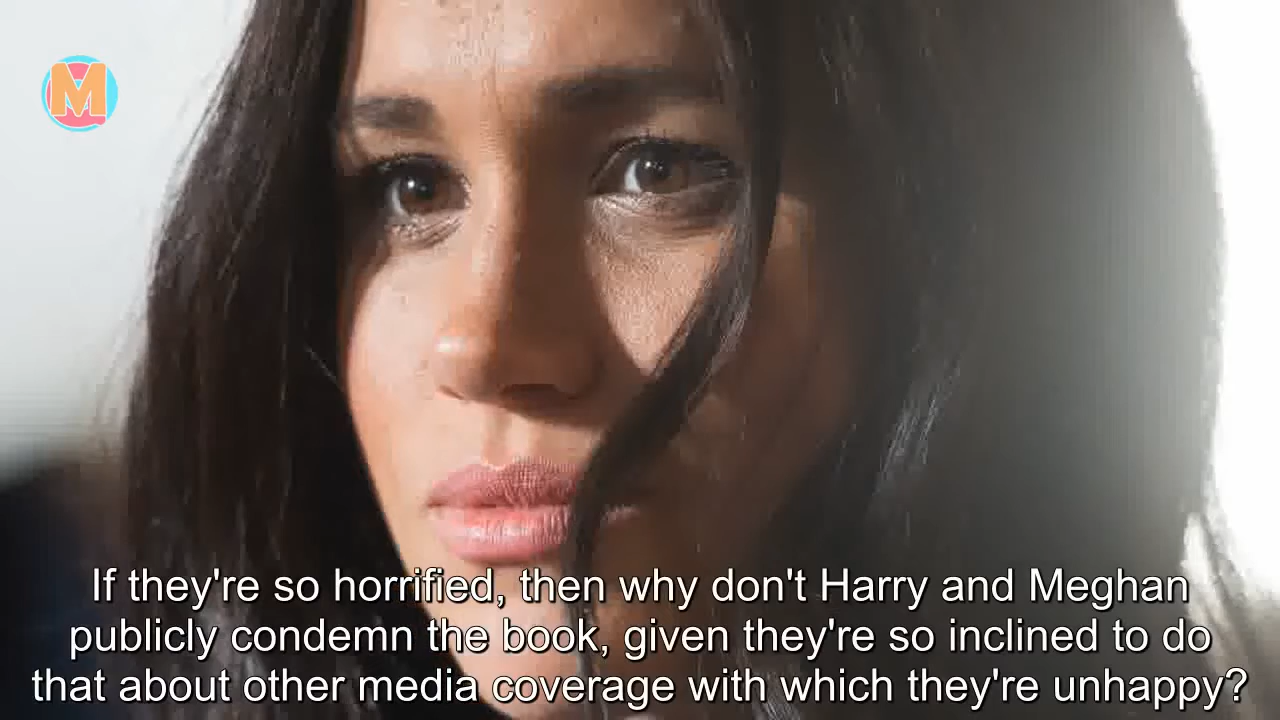 M
If they're so horrified, then why don't Harry and Meghan
publicly condemn the book, given they're so inclined to do
that about other media coverage with which they're unhappy?